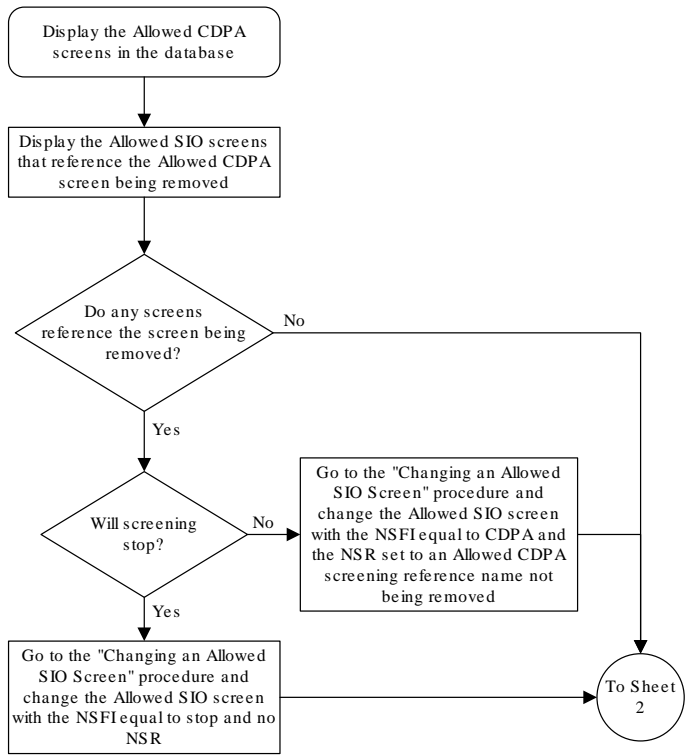 Display the Allowed CDPA
screens in the database
Display the Allowed SIO screens
that reference the Allowed CDPA
screen being removed
Do any screens
reference the screen being
removed?
No
Yes
Will screening
stop?
No
Go to the "Changing an Allowed
SIO Screen" procedure and
change the Allowed SIO screen
with the NSFI equal to CDPA and
the NSR set to an Allowed CDPA
screening reference name not
being removed
Yes
Go to the "Changing an Allowed
SIO Screen" procedure and
change the Allowed SIO screen
with the NSFI equal to stop and no
NSR
To Sheet
2